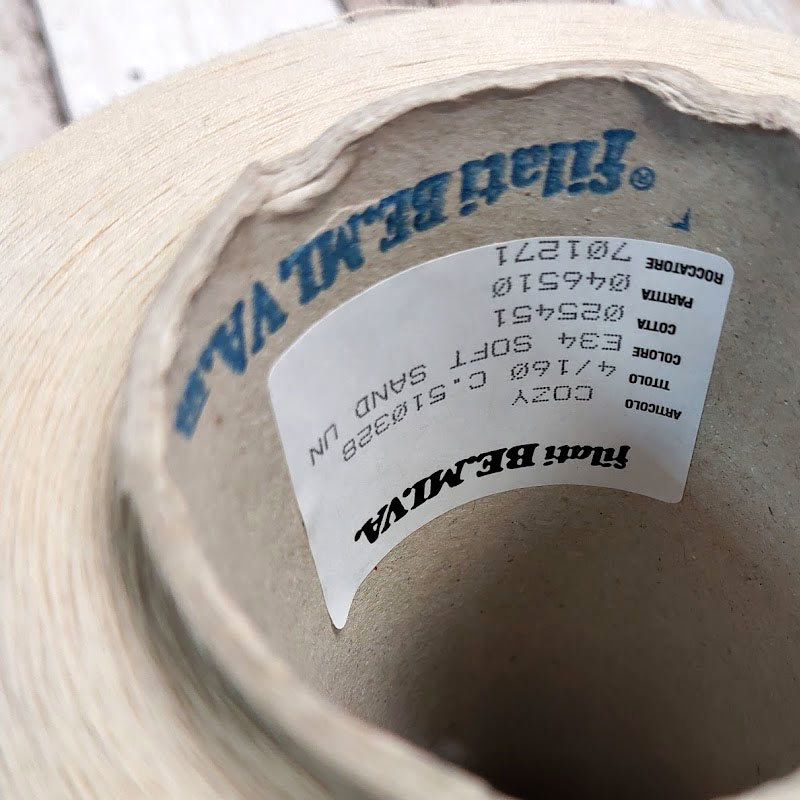 filati BE.MI.VA.
ARTICOLO COZY
TITOLO 4/160 C.510328
COLORE E34 SOFT SAND UN
COTTA 025451
PARTITA 046510
ROCCATORE 701271
filati BE.MI.VA.®